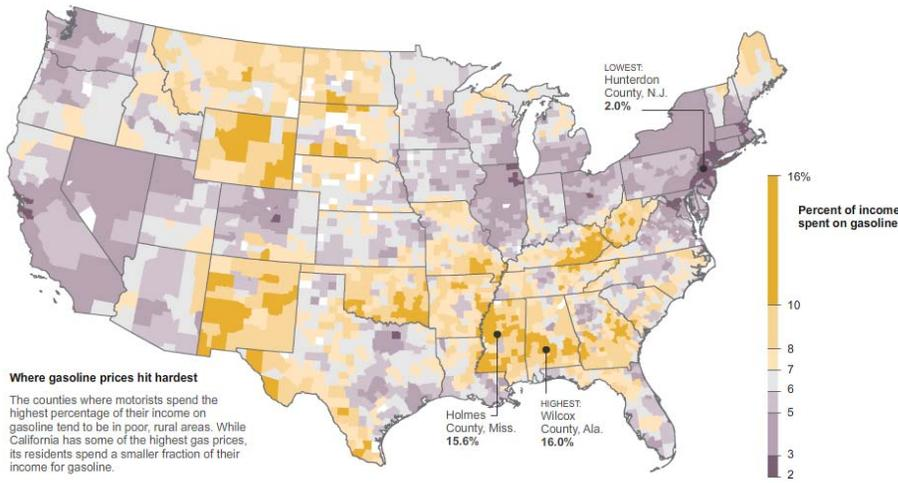 LOWEST:
Hunterdon
County, N.J.
2.0%
16%
Percent of income
spent on gasoline
10
8
7
6
5
3
2
Where gasoline prices hit hardest
The counties where motorists spend the
highest percentage of their income on
gasoline tend to be in poor, rural areas. While
California has some of the highest gas prices,
its residents spend a smaller fraction of their
income for gasoline.
Holmes
County, Miss.
15.6%
HIGHEST:
Wilcox
County, Ala.
16.0%